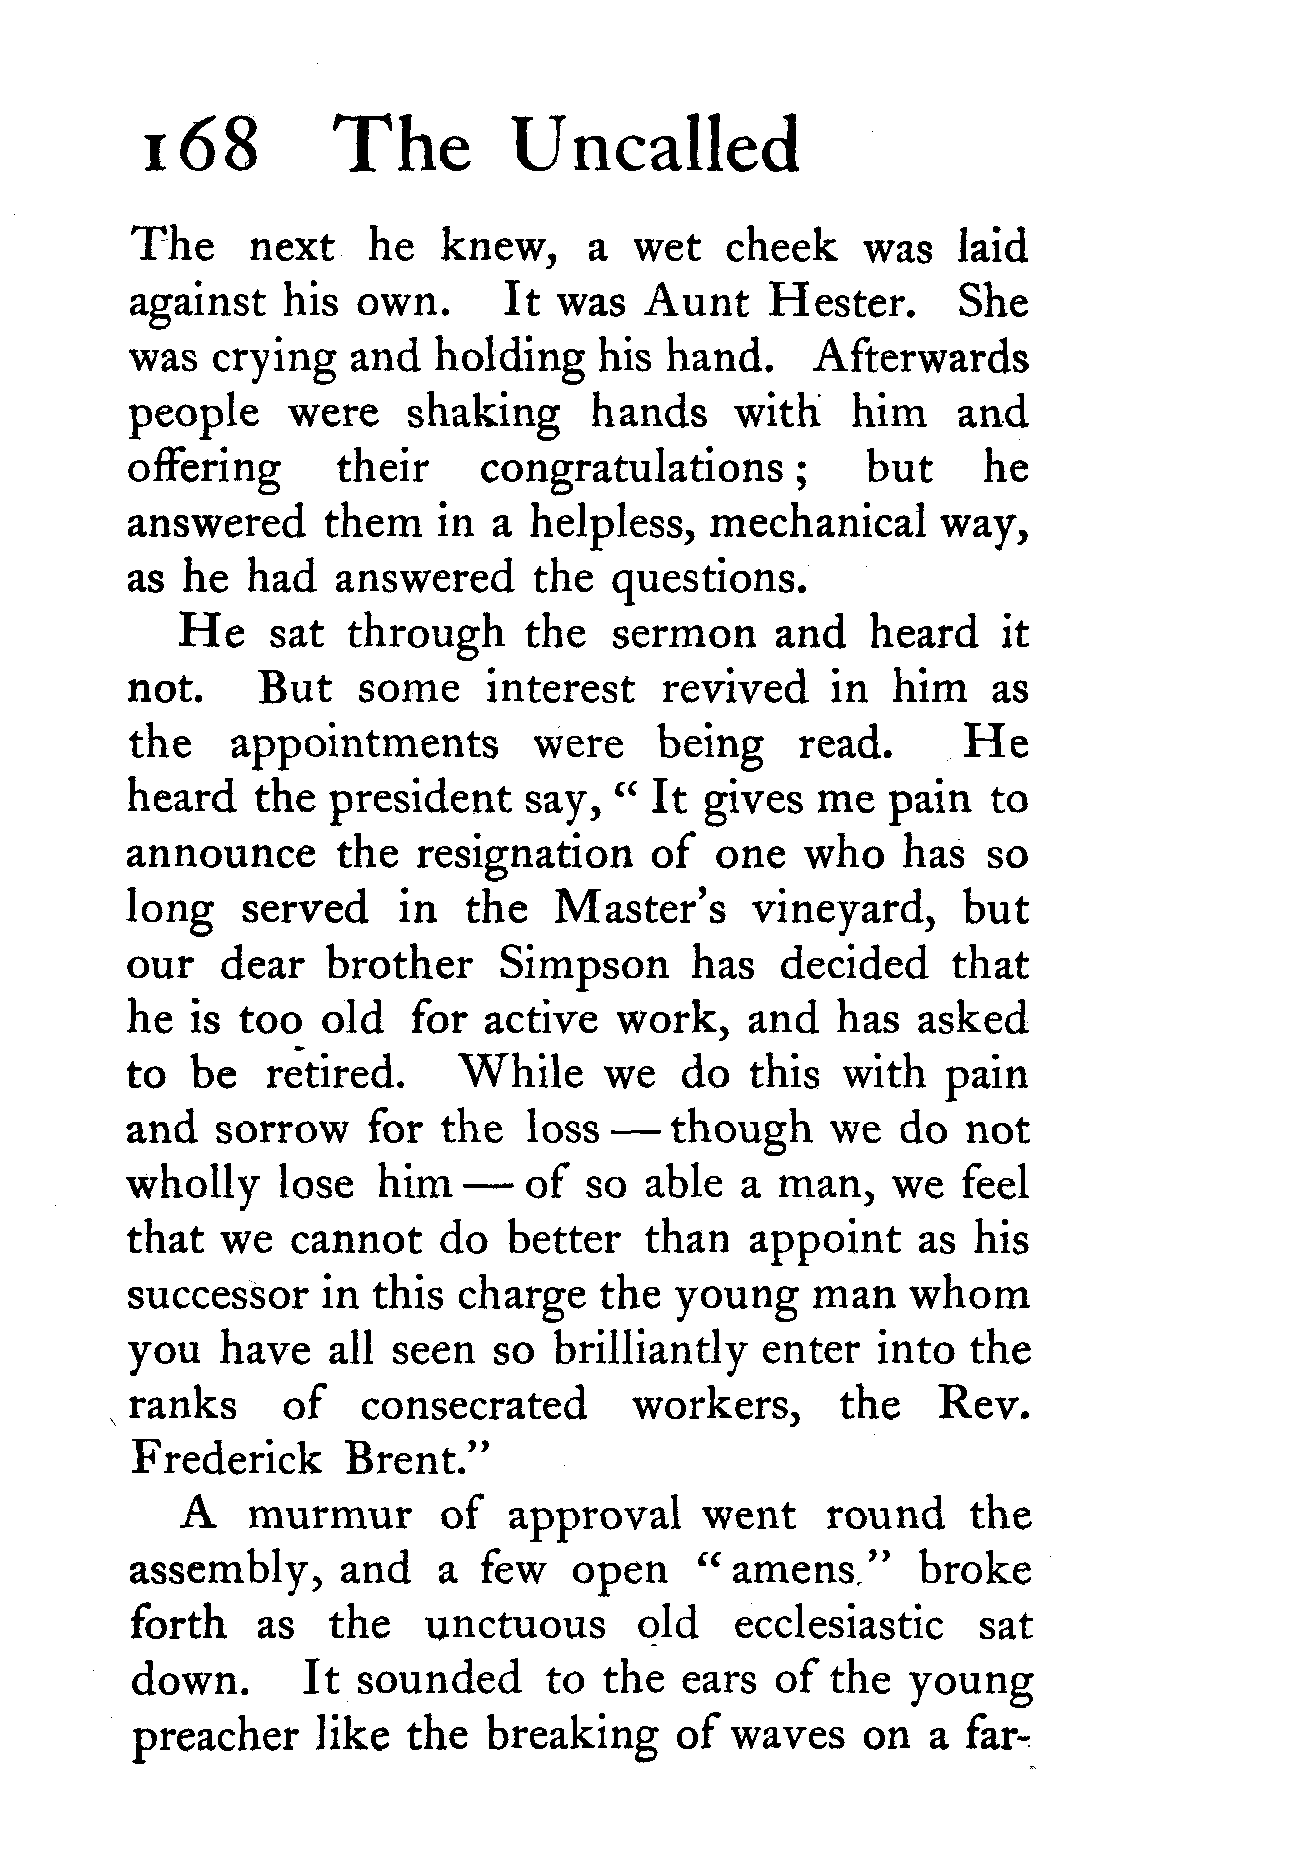 168 The Uncalled
The next he knew, a wet cheek was laid
against his own. It was Aunt Hester. She
was crying and holding his hand. Afterwards
people were shaking hands with him and
offering their congratulations; but he
answered them in a helpless, mechanical way,
as he had answered the questions.
He sat through the sermon and heard it
not. But some interest revived in him as
the appointments were being read. He
heard the president say, “ It gives me pain to
announce the resignation of one who has so
long served in the Master’s vineyard, but
our dear brother Simpson has decided that
he is too old for active work, and has asked
to be retired. While we do this with pain
and sorrow for the loss — though we do not
wholly lose him — of so able a man, we feel
that we cannot do better than appoint as his
successor in this charge the young man whom
you have all seen so brilliantly enter into the
ranks of consecrated workers, the Rev.
Frederick Brent.”
A murmur of approval went round the
assembly, and a few open “ amens.” broke
forth as the unctuous old ecclesiastic sat
down. It sounded to the ears of the young
preacher like the breaking of waves on a far-